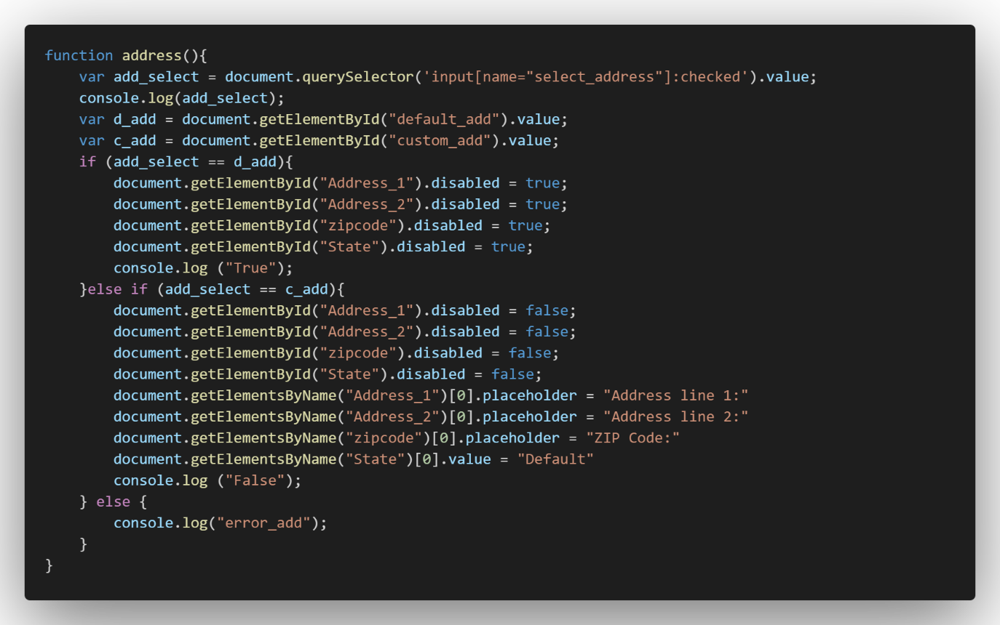 function address(){
    var add_select = document.querySelector('input[name="select_address"]:checked').value;
    console.log(add_select);
    var d_add = document.getElementById("default_add").value;
    var c_add = document.getElementById("custom_add").value;
    if (add_select == d_add){
        document.getElementById("Address_1").disabled = true;
        document.getElementById("Address_2").disabled = true;
        document.getElementById("zipcode").disabled = true;
        document.getElementById("State").disabled = true;
        console.log ("True");
    }else if (add_select == c_add){
        document.getElementById("Address_1").disabled = false;
        document.getElementById("Address_2").disabled = false;
        document.getElementById("zipcode").disabled = false;
        document.getElementById("State").disabled = false;
        document.getElementsByName("Address_1")[0].placeholder = "Address line 1:"
        document.getElementsByName("Address_2")[0].placeholder = "Address line 2:"
        document.getElementsByName("zipcode")[0].placeholder = "ZIP Code:"
        document.getElementsByName("State")[0].value = "Default"
        console.log ("False");
    } else {
        console.log("error_add");
    }
}